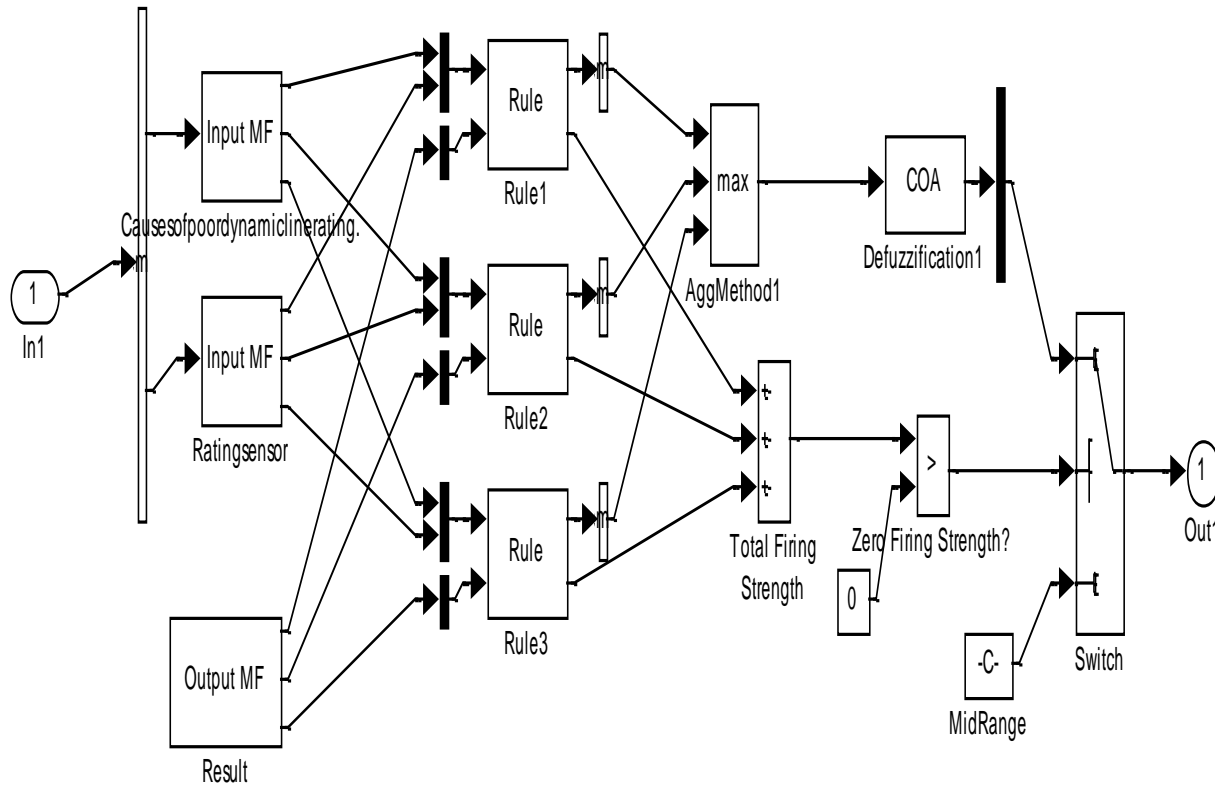 1
In1
m
Input MF
Causesofpoordynamiclinerating.
Input MF
Ratingsensor
Output MF
Result
Rule
Rule1
m
Rule
Rule2
m
Rule
Rule3
m
max
AggMethod1
COA
Defuzzification1
+
+
+
Total Firing
Strength
>
Zero Firing Strength?
0
-C-
MidRange
Switch
1
Out1